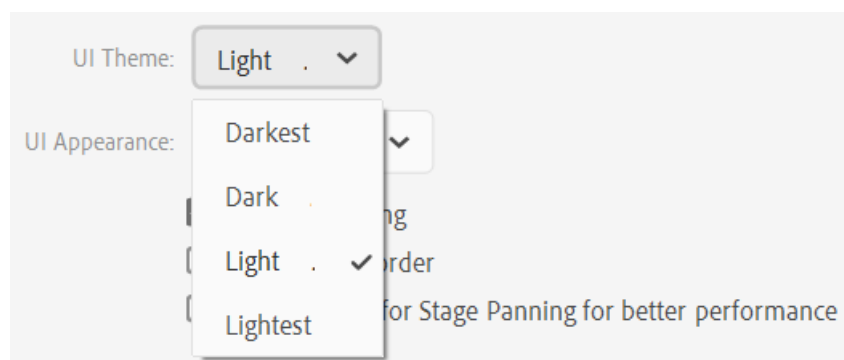 UI Theme: Light
UI Appearance:
Darkest
Dark
ng
Light
order
for Stage Panning for better performance
Lightest